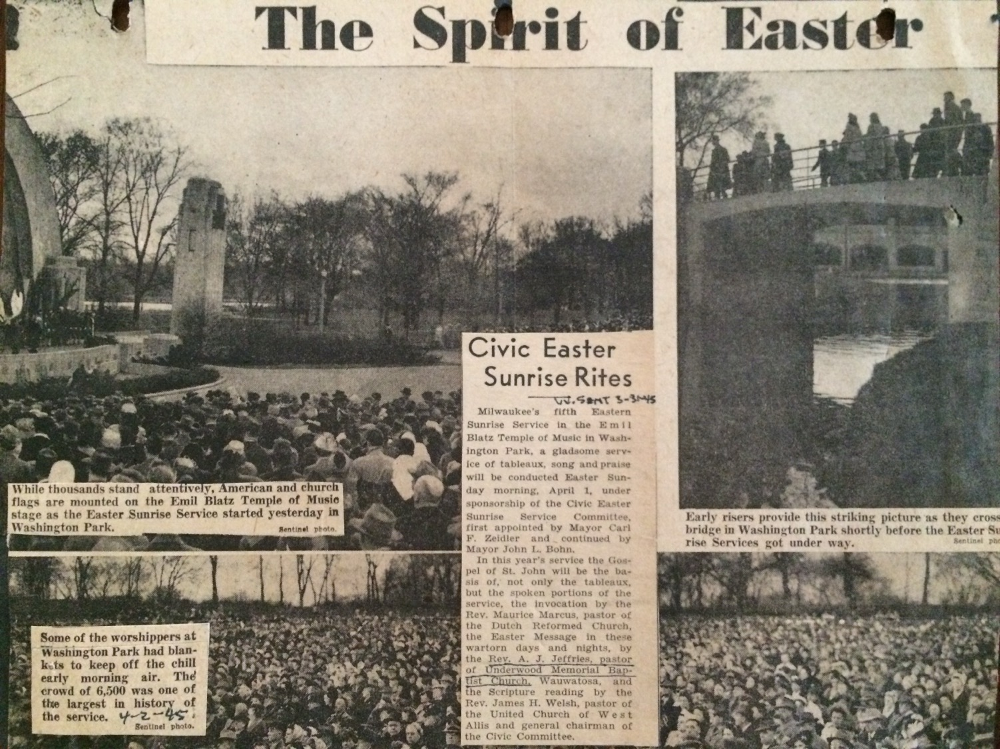 The Spirit of Easter
While thousands stand attentively, American and church
flags are mounted on the Emil Blatz Temple of Music
stage as the Easter Sunrise Service started yesterday in
Washington Park.
Sentinel photo.
Some of the worshippers at
Washington Park had blan-
kets to keep off the chill
early morning air. The
crowd of 6,500 was one of
the largest in history of
the service. 4-2-45
Sentinel photo.
Civic Easter
Sunrise Rites
W. SENT 3-31-45
Milwaukee's fifth Eastern
Sunrise Service in the Emil
Blatz Temple of Music in Wash-
ington Park, a gladsome serv-
ice of tableaux, song and praise
will be conducted Easter Sun-
day morning, April 1, under
sponsorship of the Civic Easter
Sunrise Service Committee,
first appointed by Mayor Carl
F. Zeidler and continued by
Mayor John L. Bohn.
In this year's service the Gos-
pel of St. John will be the ba-
sis of, not only the tableaux,
but the spoken portions of the
service, the invocation by the
Rev. Maurice Marcus, pastor of
the Dutch Reformed Church,
the Easter Message in these
wartorn days and nights, by
the Rev. A. J. Jeffries, pastor
of Underwood Memorial Bap-
tist Church, Wauwatosa, and
the Scripture reading by the
Rev. James H. Welsh, pastor of
the United Church of West
Allis and general chairman of
the Civic Committee.
Early risers provide this striking picture as they cross
bridge in Washington Park shortly before the Easter Su
rise Services got under way.
Sentinel pho